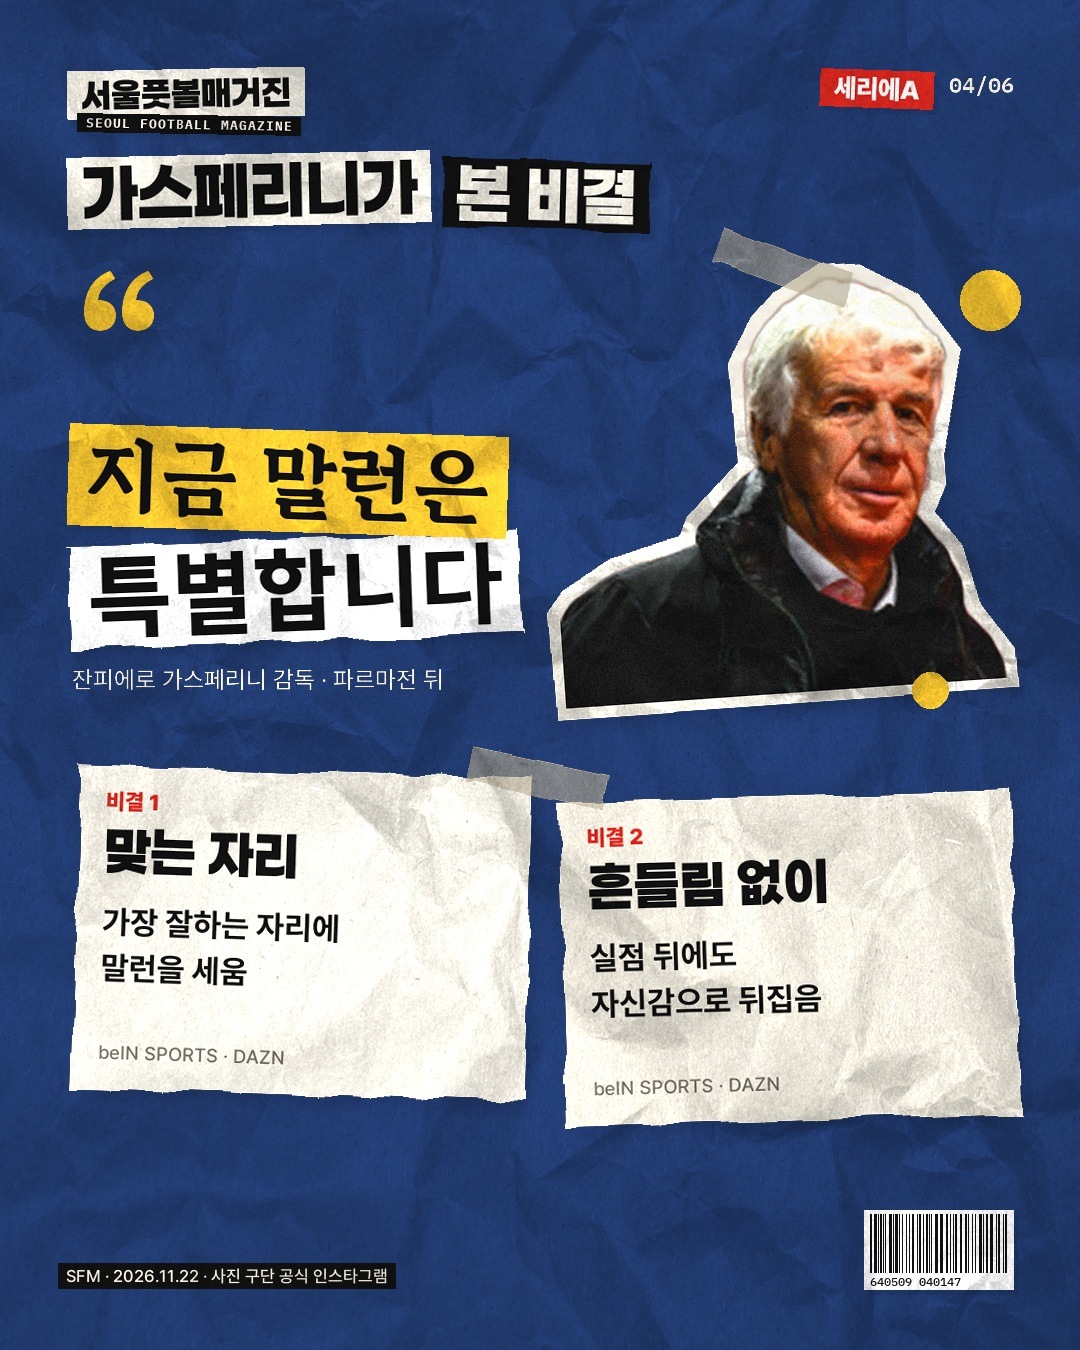 서울풋볼매거진
SEOUL FOOTBALL MAGAZINE
세리에A 04/06
가스페리니가 본 비결
“
지금 말런은
특별합니다
잔피에로 가스페리니 감독 · 파르마전 뒤
비결 1
맞는 자리
가장 잘하는 자리에
말런을 세움
beIN SPORTS · DAZN
비결 2
흔들림 없이
실점 뒤에도
자신감으로 뒤집음
beIN SPORTS · DAZN
SFM · 2026.11.22 · 사진 구단 공식 인스타그램
640509 040147